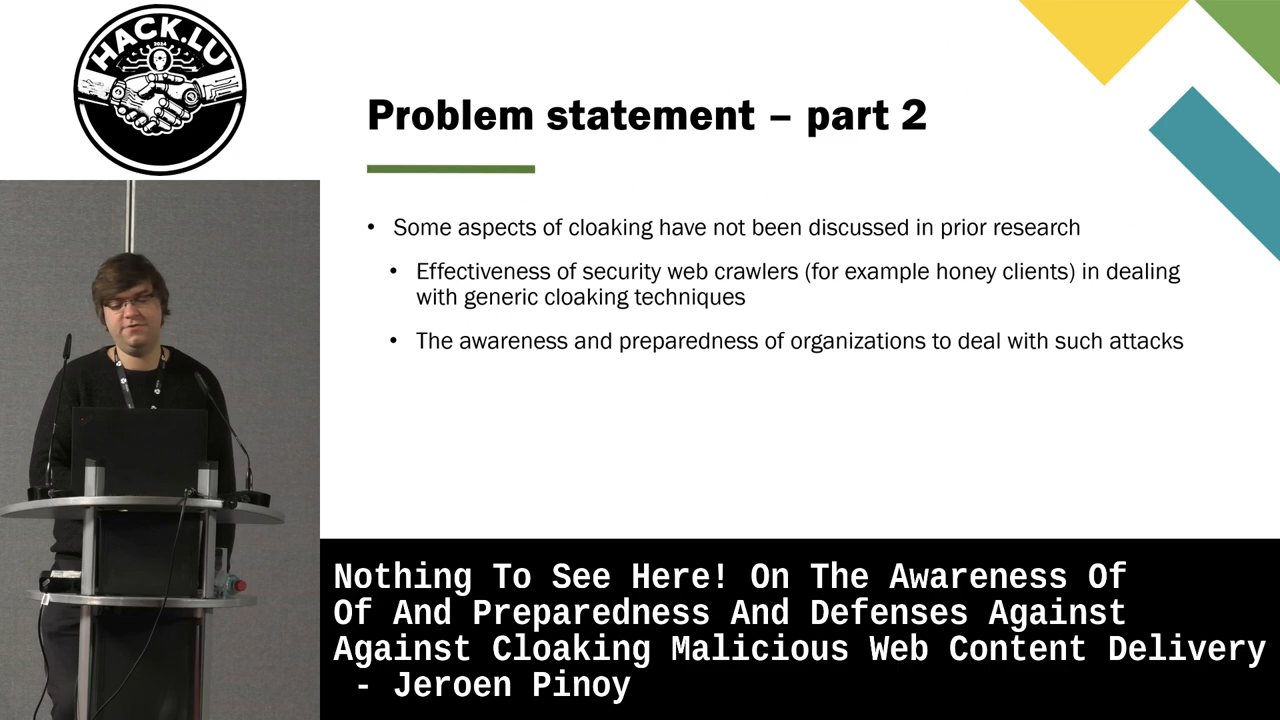 HACK.LU
2024
Problem statement – part 2
• Some aspects of cloaking have not been discussed in prior research
• Effectiveness of security web crawlers (for example honey clients) in dealing
with generic cloaking techniques
• The awareness and preparedness of organizations to deal with such attacks
Nothing To See Here! On The Awareness Of
Of And Preparedness And Defenses Against
Against Cloaking Malicious Web Content Delivery
- Jeroen Pinoy